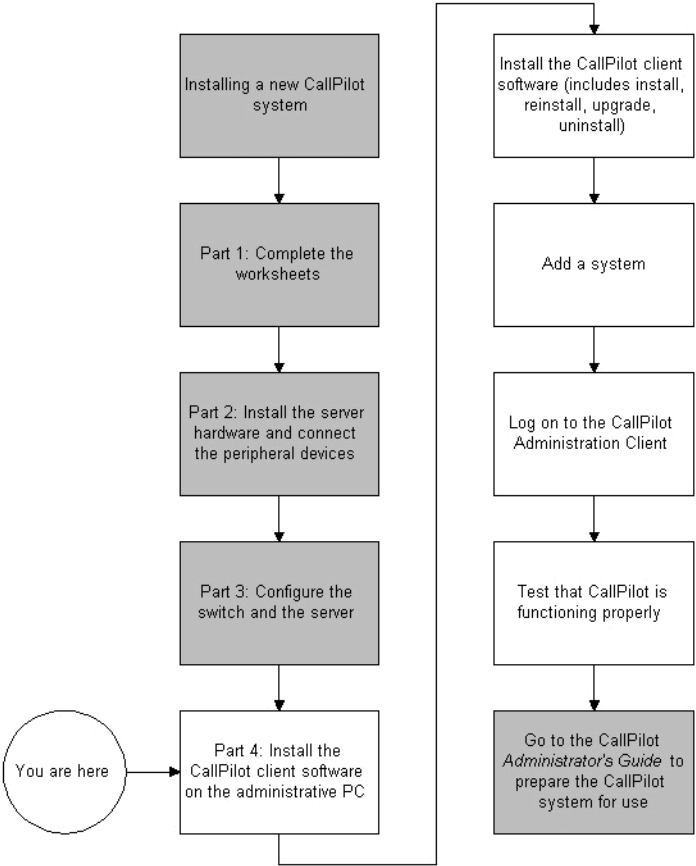 Installing a new CallPilot
system
Part 1: Complete the
worksheets
Part 2: Install the server
hardware and connect
the peripheral devices
Part 3: Configure the
switch and the server
You are here
Part 4: Install the
CallPilot client software
on the administrative PC
Install the CallPilot client
software (includes install,
reinstall, upgrade,
uninstall)
Add a system
Log on to the CallPilot
Administration Client
Test that CallPilot is
functioning properly
Go to the CallPilot
Administrator's Guide to
prepare the CallPilot
system for use